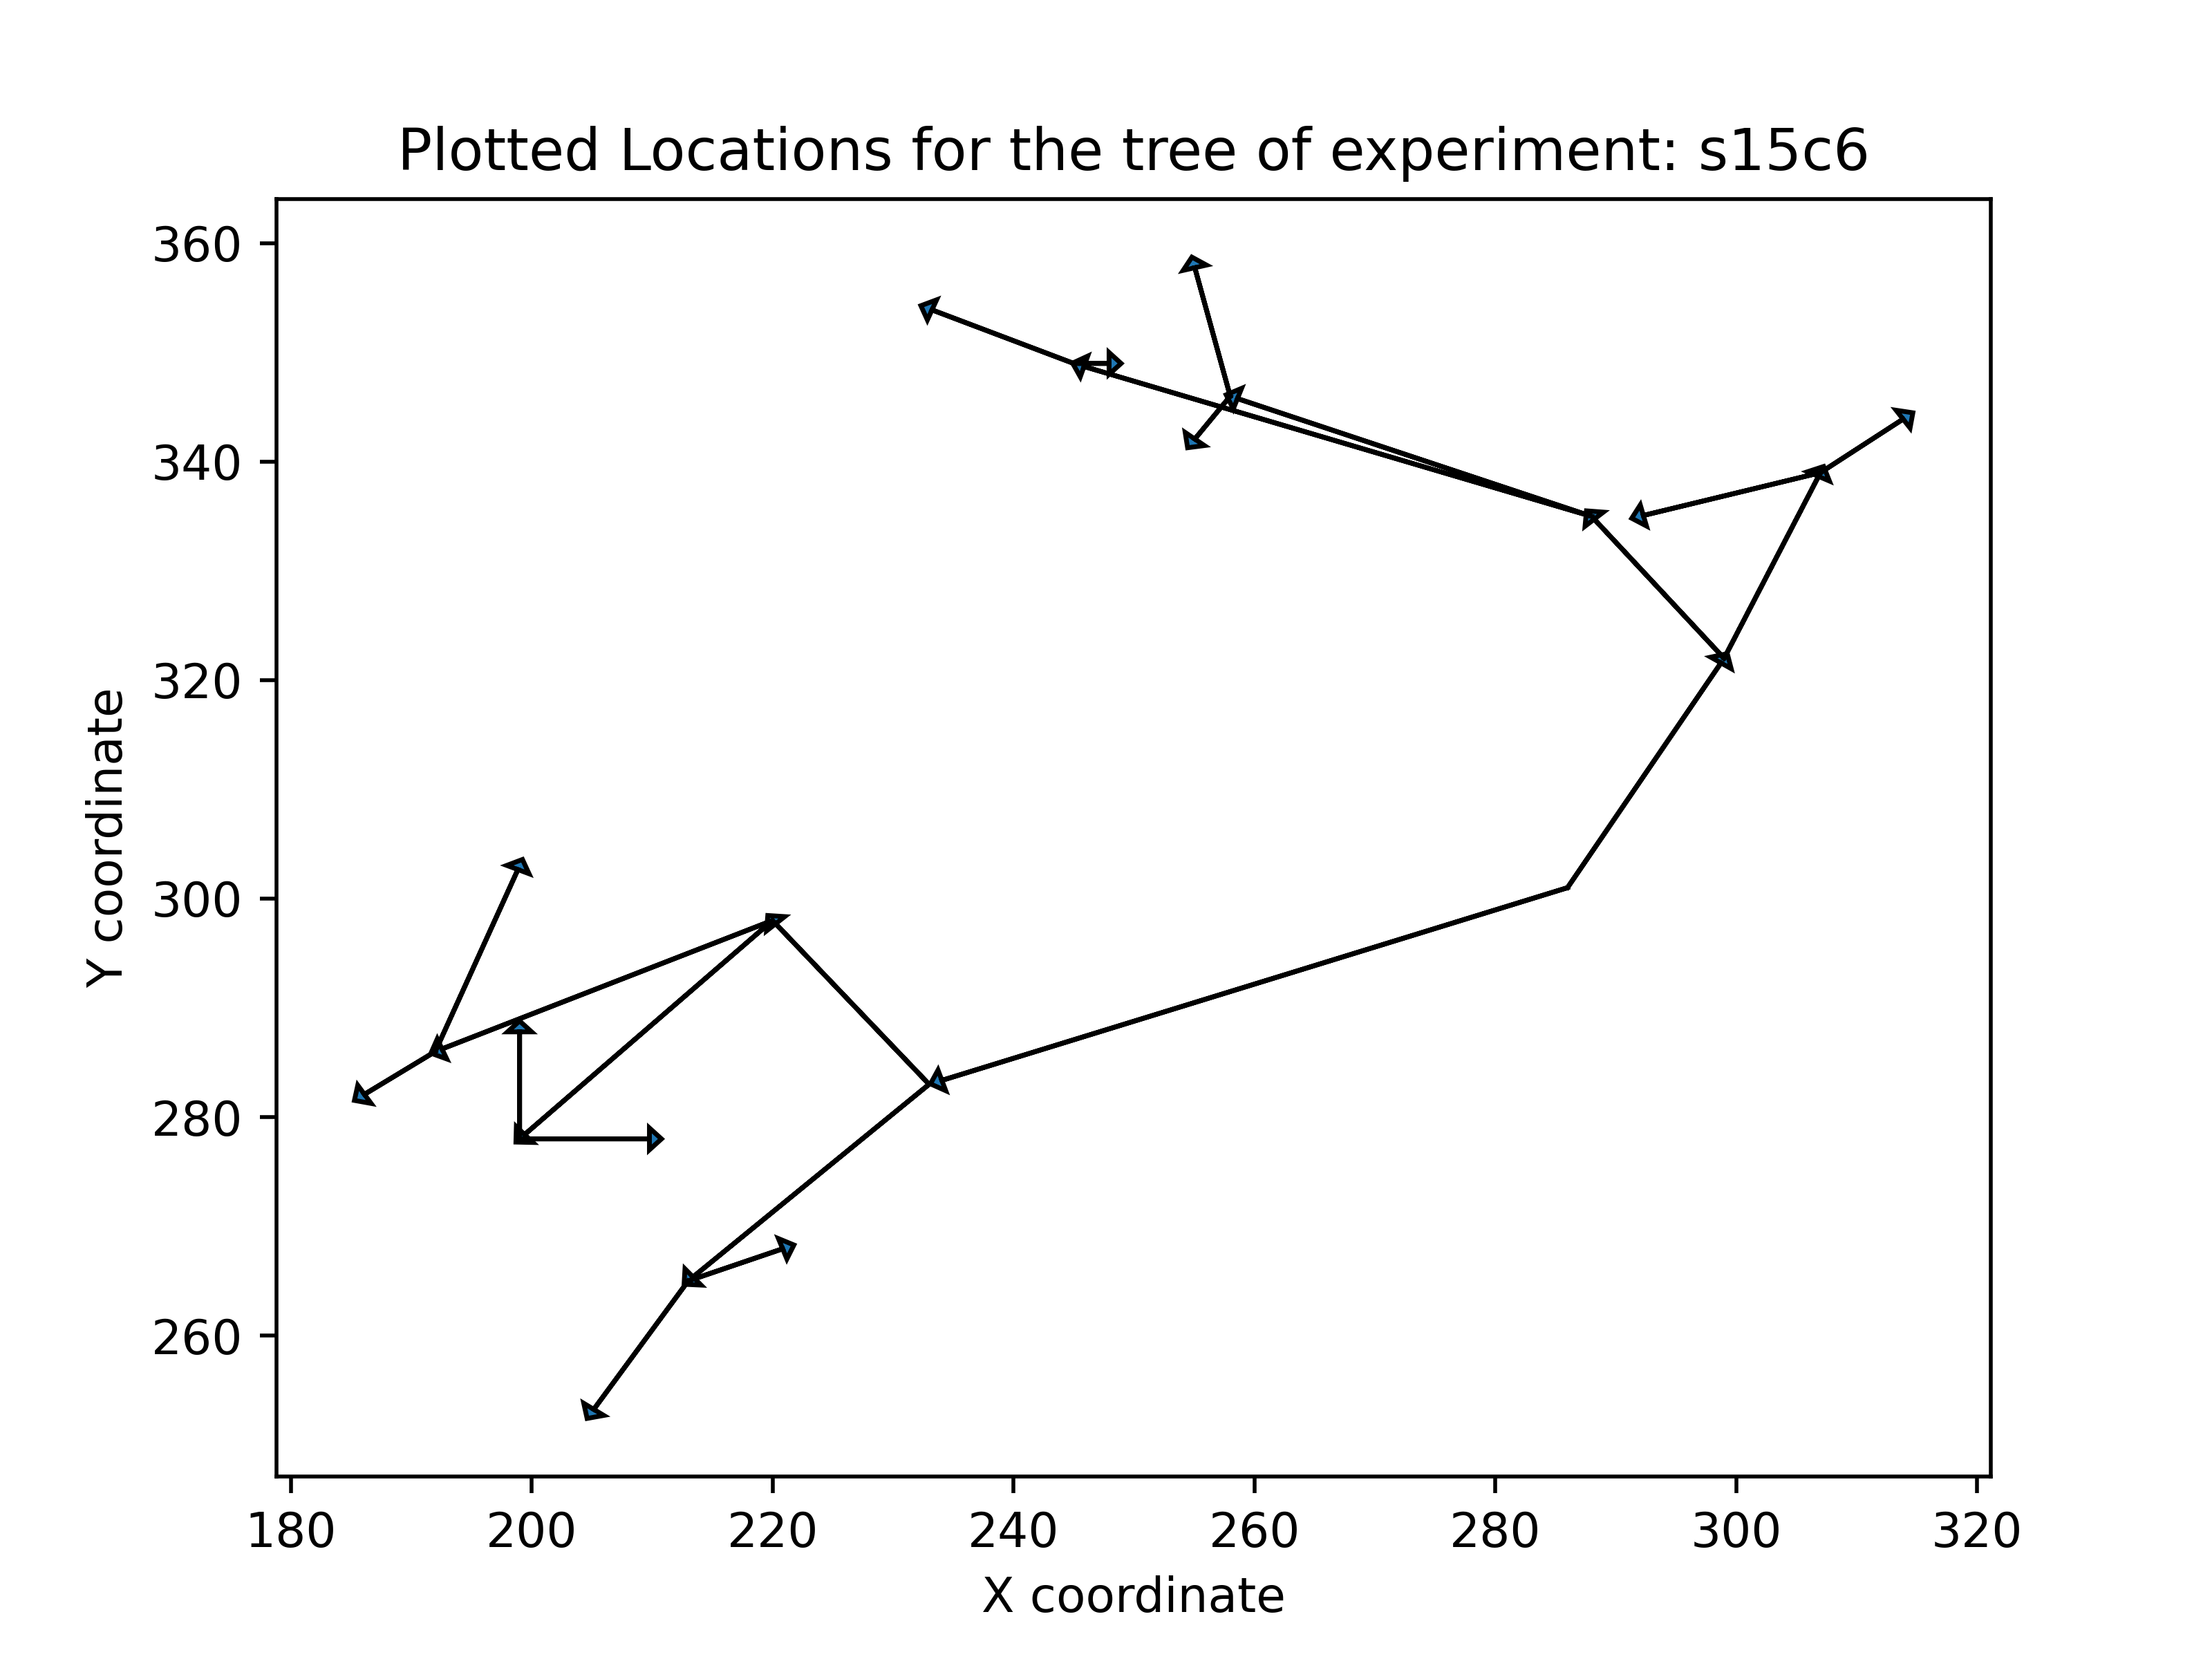 Plotted Locations for the tree of experiment: s15c6
360
340
320
300
280
260
Y coordinate
180 200 220 240 260 280 300 320
X coordinate